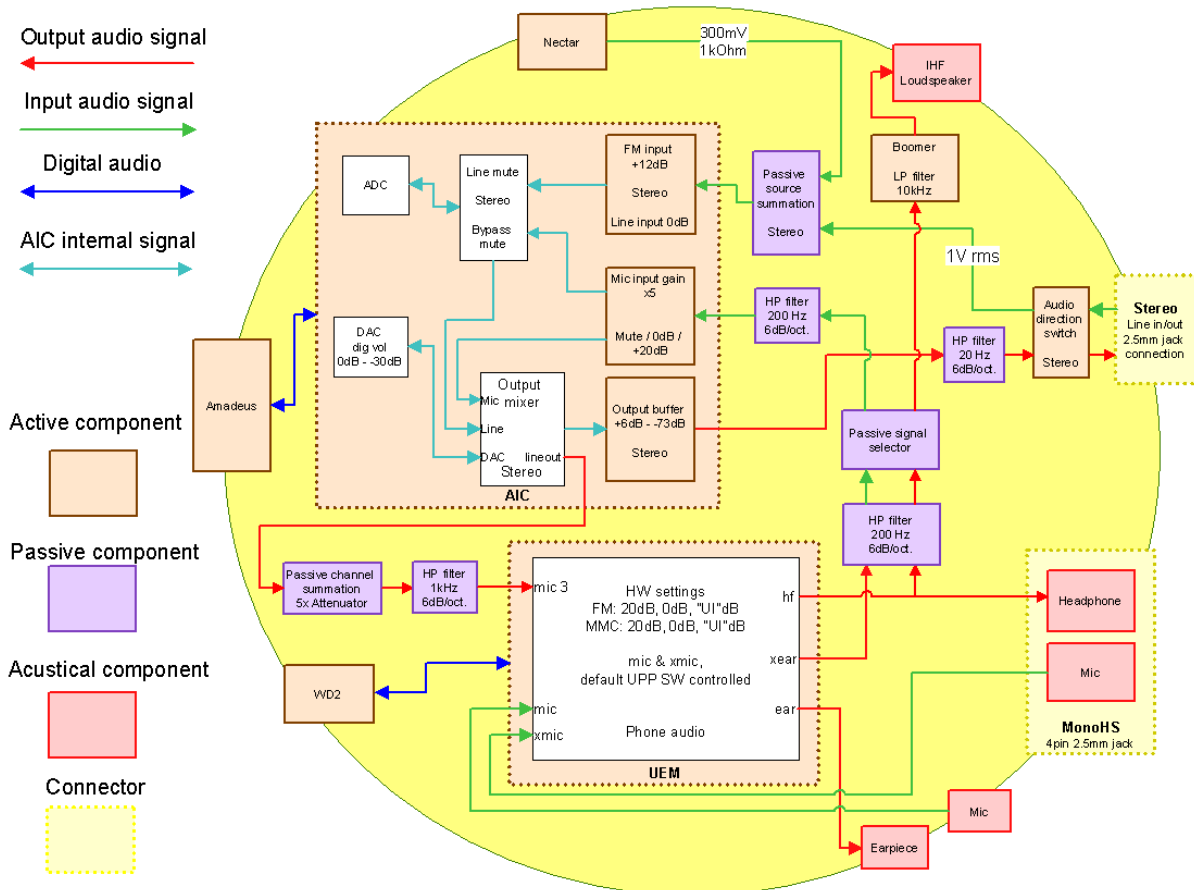 Output audio signal
Input audio signal
Digital audio
AIC internal signal
Active component
Passive component
Acustical component
Connector
Nectar
300mV
1kOhm
IHF
Loudspeaker
Boomer
LP filter
10kHz
ADC
Line mute
Stereo
Bypass
mute
FM input
+12dB
Stereo
Line input 0dB
Passive
source
summation
Stereo
1V rms
Mic input gain
x5
Mute / 0dB /
+20dB
HP filter
200 Hz
6dB/oct.
DAC
dig vol
0dB - -30dB
HP filter
20 Hz
6dB/oct.
Audio
direction
switch
Stereo
Stereo
Line in/out
2.5mm jack
connection
Amadeus
Output
mixer
Mic
Line
DAC
lineout
Stereo
Output buffer
+6dB - -73dB
Stereo
AIC
Passive signal
selector
HP filter
200 Hz
6dB/oct.
Passive channel
summation
5x Attenuator
HP filter
1kHz
6dB/oct.
mic 3
HW settings
FM: 20dB, 0dB, "UI"dB
MMC: 20dB, 0dB, "UI"dB
mic & xmic,
default UPP SW controlled
Phone audio
hf
xear
ear
mic
xmic
UEM
WD2
Headphone
Mic
MonoHS
4pin 2.5mm jack
Mic
Earpiece